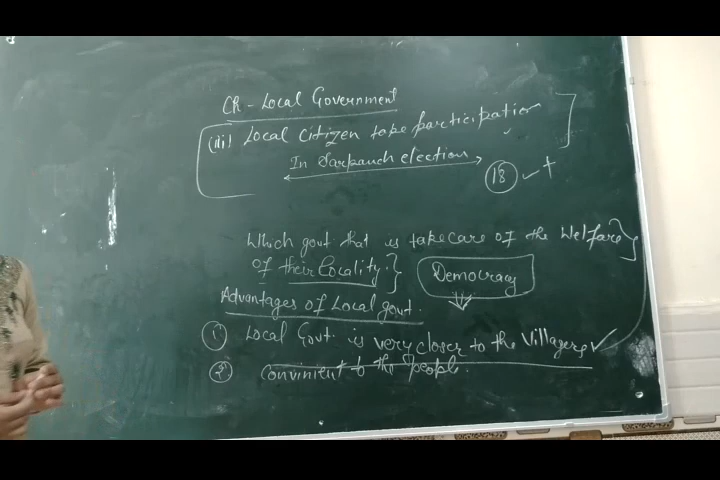 Ch - Local Government
(iii) Local Citizen take participation
In Sarpanch election
18 ✓ +
Which govt that is take care of the Welfare
of their locality.
Democracy
Advantages of Local govt.
① Local Govt. is very closer to the Villagers ✓
② Convinient to the people.